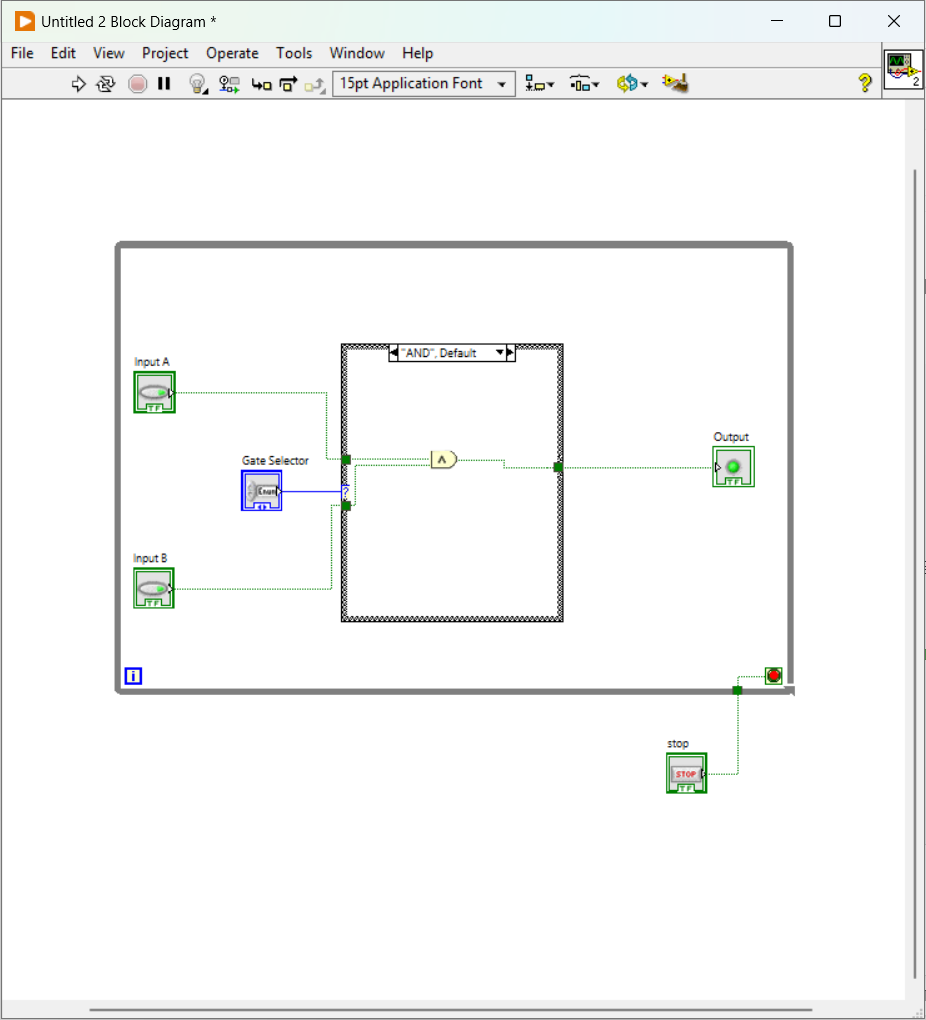 Untitled 2 Block Diagram *
File Edit View Project Operate Tools Window Help
15pt Application Font
?
2
Input A
TF
"AND", Default
Gate Selector
Enum
?
Output
TF
Input B
TF
i
stop
STOP
TF